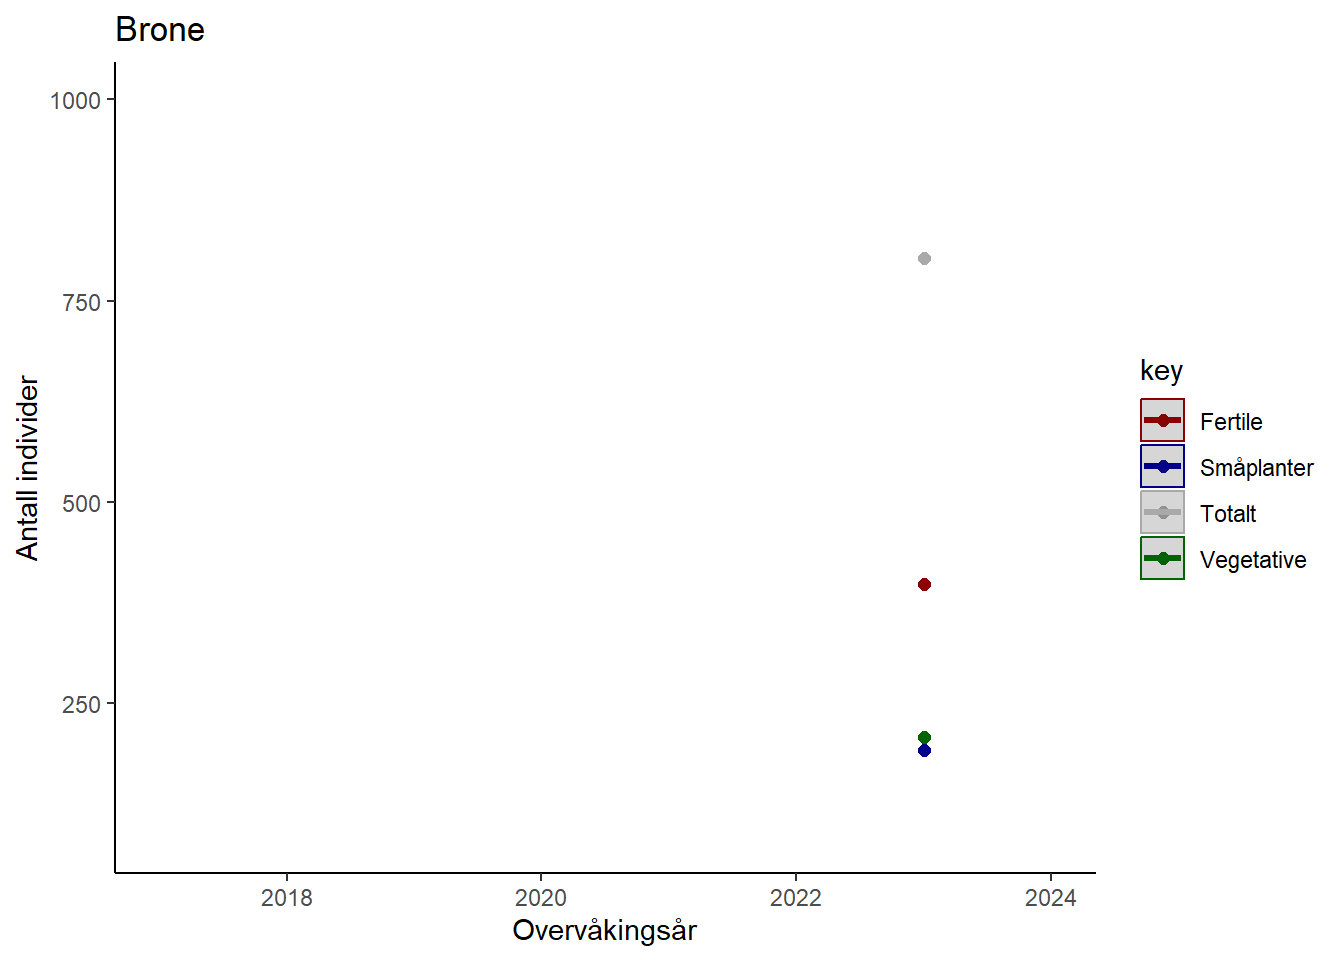 Brone
1000
750
500
250
Antall individer
2018
2020
2022
2024
Overvåkingsår
key
Fertile
Småplanter
Totalt
Vegetative